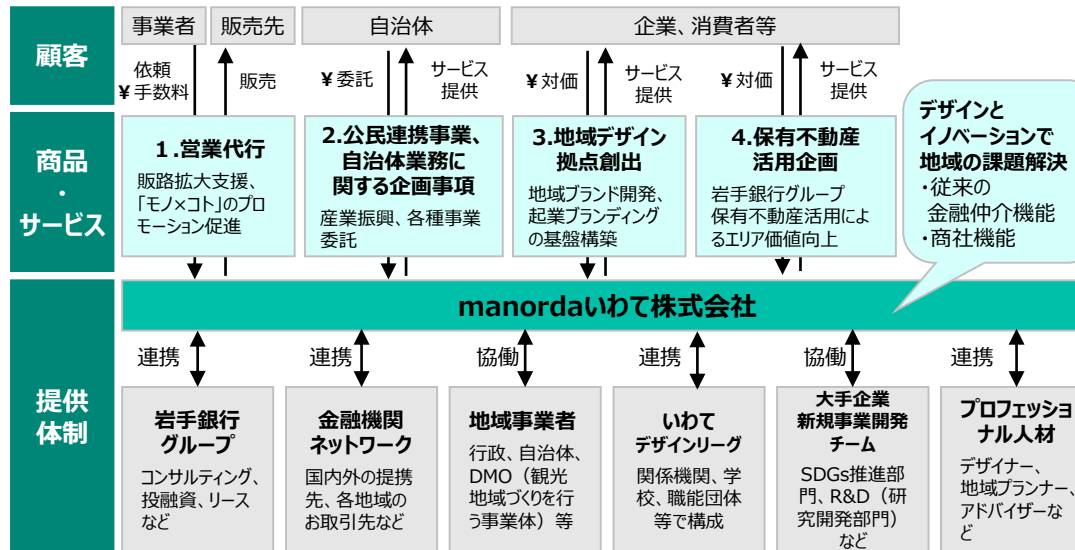 顧客
事業者
販売先
自治体
企業、消費者等
依頼
¥ 手数料
販売
¥ 委託
サービス
提供
¥ 対価
サービス
提供
¥ 対価
サービス
提供
商品
・
サービス
1.営業代行
販路拡大支援、
「モノ×コト」のプロ
モーション促進
2.公民連携事業、
自治体業務に
関する企画事項
産業振興、各種事業
委託
3.地域デザイン
拠点創出
地域ブランド開発、
起業ブランディング
の基盤構築
4.保有不動産
活用企画
岩手銀行グループ
保有不動産活用によ
るエリア価値向上
デザインと
イノベーションで
地域の課題解決
・従来の
金融仲介機能
・商社機能
manordaいわて株式会社
提供
体制
連携
連携
協働
連携
協働
連携
岩手銀行
グループ
コンサルティング、
投融資、リース
など
金融機関
ネットワーク
国内外の提携
先、各地域の
お取引先など
地域事業者
行政、自治体、
DMO（観光
地域づくりを行
う事業体）等
いわて
デザインリーグ
関係機関、学
校、職能団体
等で構成
大手企業
新規事業開発
チーム
SDGs推進部
門、R&D（研
究開発部門）
など
プロフェッショ
ナル人材
デザイナー、
地域プランナー、
アドバイザーな
ど